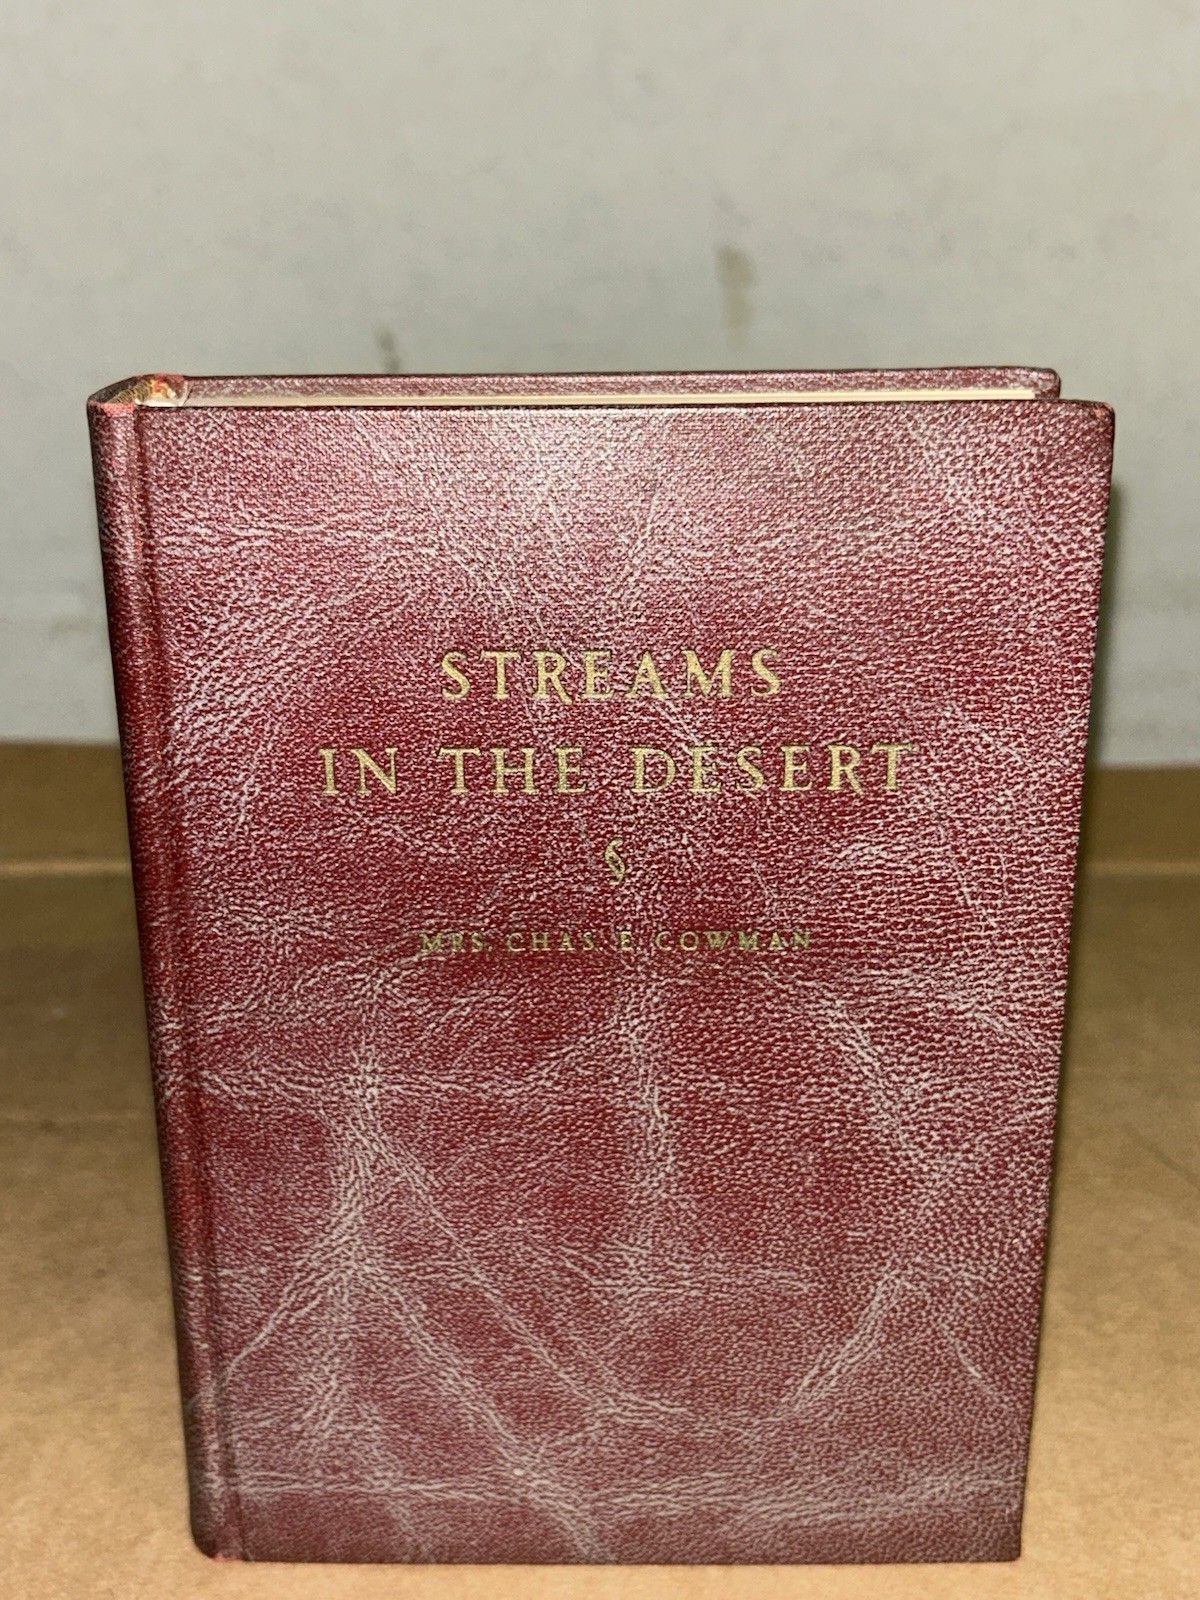 STREAMS
IN THE DESERT
§
MRS. CHAS. E. COWMAN